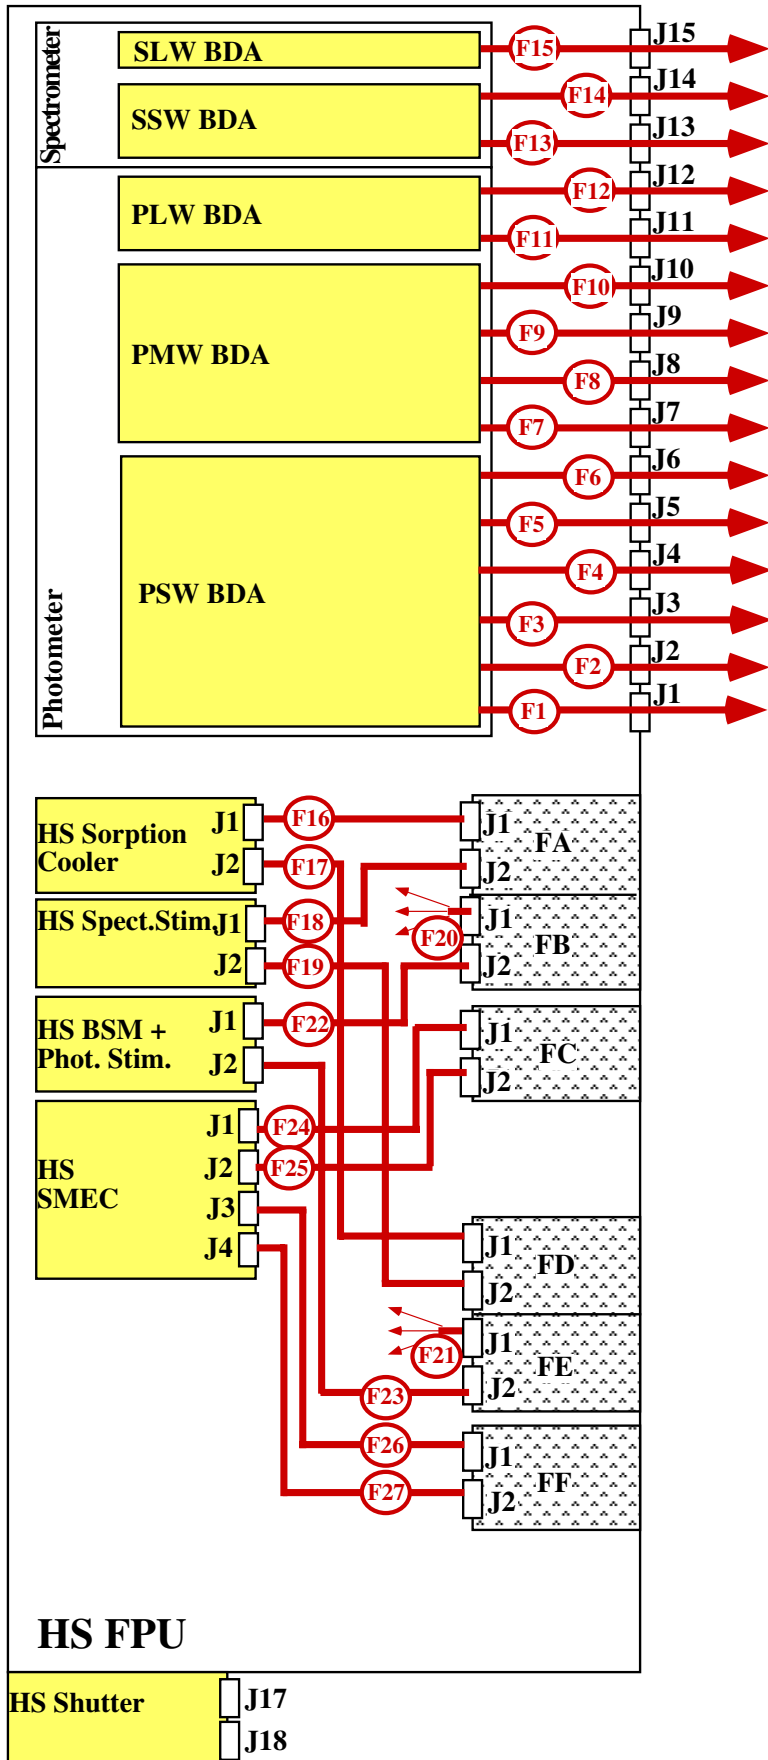 Spectrometer
SLW BDA
F15
J15
SSW BDA
F14
J14
F13
J13
Photometer
PLW BDA
F12
J12
F11
J11
PMW BDA
F10
J10
F9
J9
F8
J8
F7
J7
PSW BDA
F6
J6
F5
J5
F4
J4
F3
J3
F2
J2
F1
J1
HS Sorption
Cooler
J1
J2
F16
F17
J1
J2
FA
HS Spect.Stim.
J1
J2
F18
F19
F20
J1
J2
FB
HS BSM +
Phot. Stim.
J1
J2
F22
J1
J2
FC
HS
SMEC
J1
J2
J3
J4
F24
F25
J1
J2
FD
F21
J1
J2
FE
F23
F26
F27
J1
J2
FF
HS FPU
HS Shutter
J17
J18